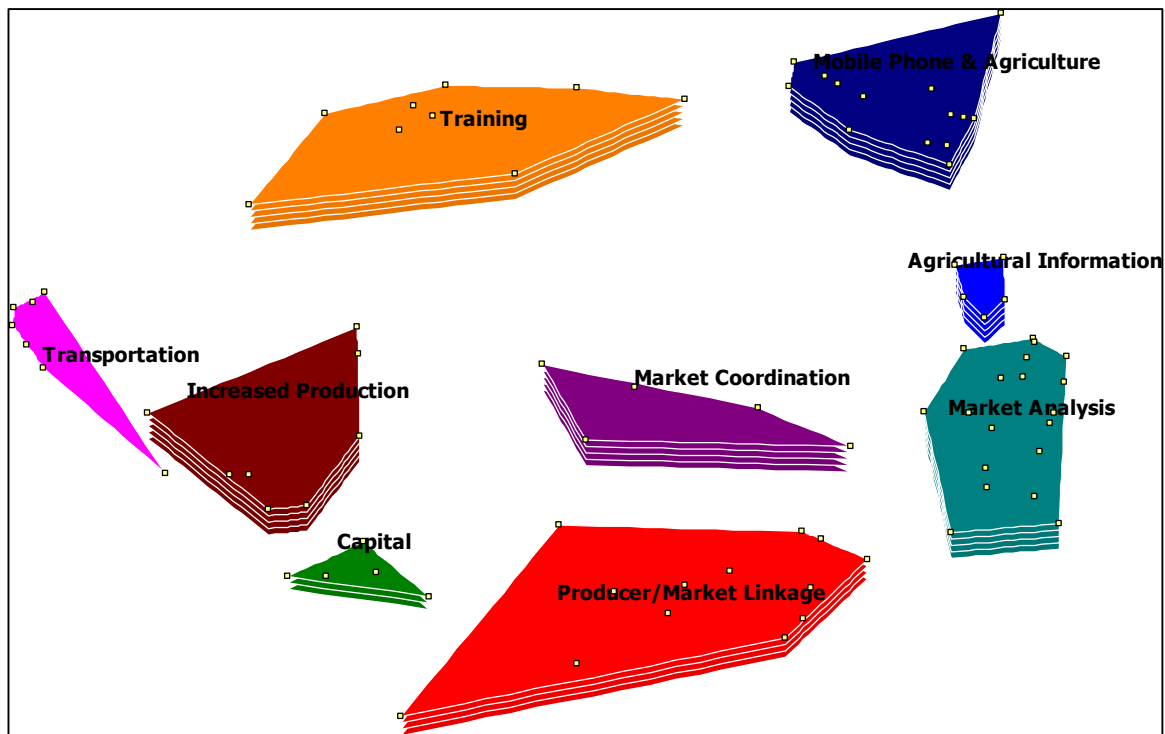 Mobile Phone & Agriculture
Training
Agricultural Information
Transportation
Increased Production
Market Coordination
Market Analysis
Capital
Producer/Market Linkage